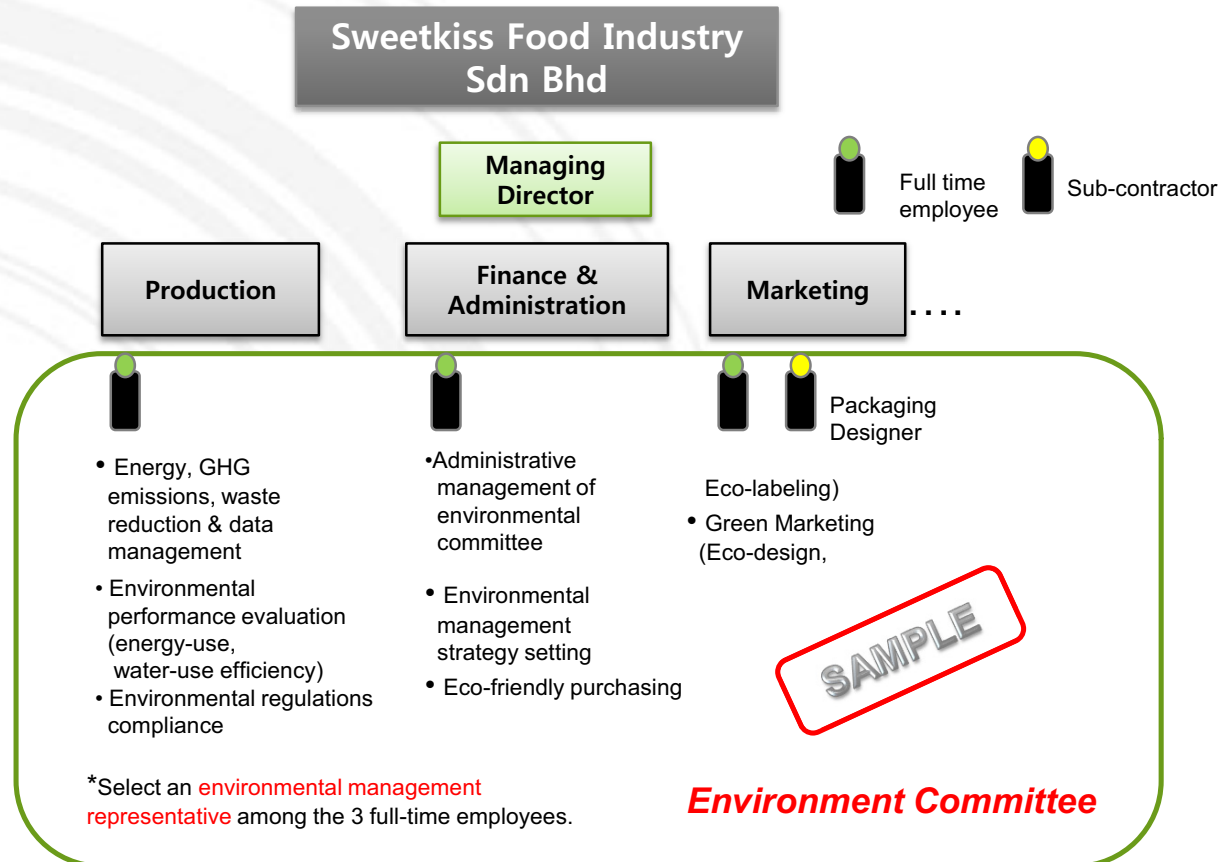 Sweetkiss Food Industry
Sdn Bhd
Managing
Director
Full time
employee
Sub-contractor
Production
Finance &
Administration
Marketing
....
Packaging
Designer
• Energy, GHG
emissions, waste
reduction & data
management
• Environmental
performance evaluation
(energy-use,
water-use efficiency)
• Environmental regulations
compliance
•Administrative
management of
environmental
committee
• Environmental
management
strategy setting
• Eco-friendly purchasing
Eco-labeling)
• Green Marketing
(Eco-design,
SAMPLE
*Select an environmental management
representative among the 3 full-time employees.
Environment Committee